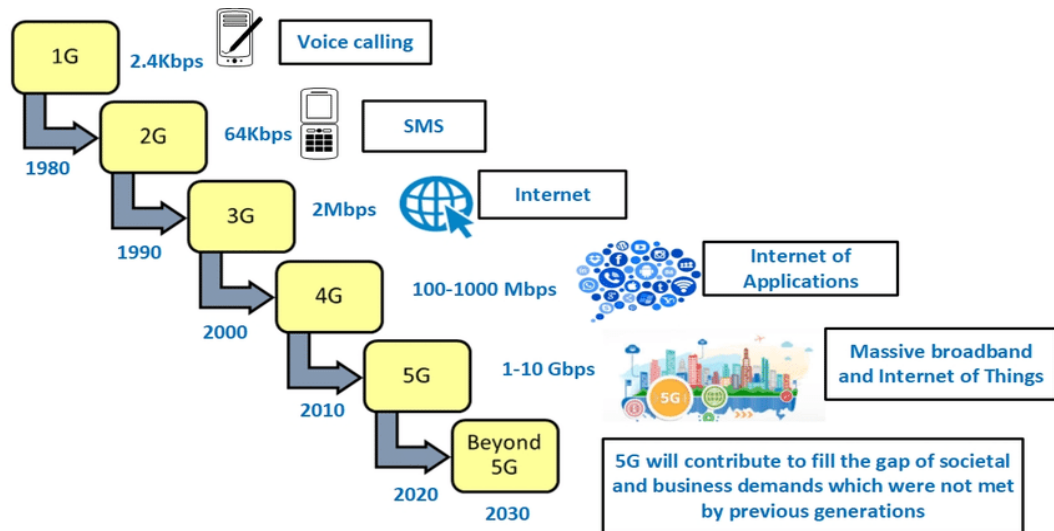 1G
2.4Kbps
Voice calling
1980
2G
64Kbps
SMS
1990
3G
2Mbps
Internet
2000
4G
100-1000 Mbps
Internet of
Applications
2010
5G
1-10 Gbps
5G
Massive broadband
and Internet of Things
2020
Beyond
5G
2030
5G will contribute to fill the gap of societal
and business demands which were not met
by previous generations